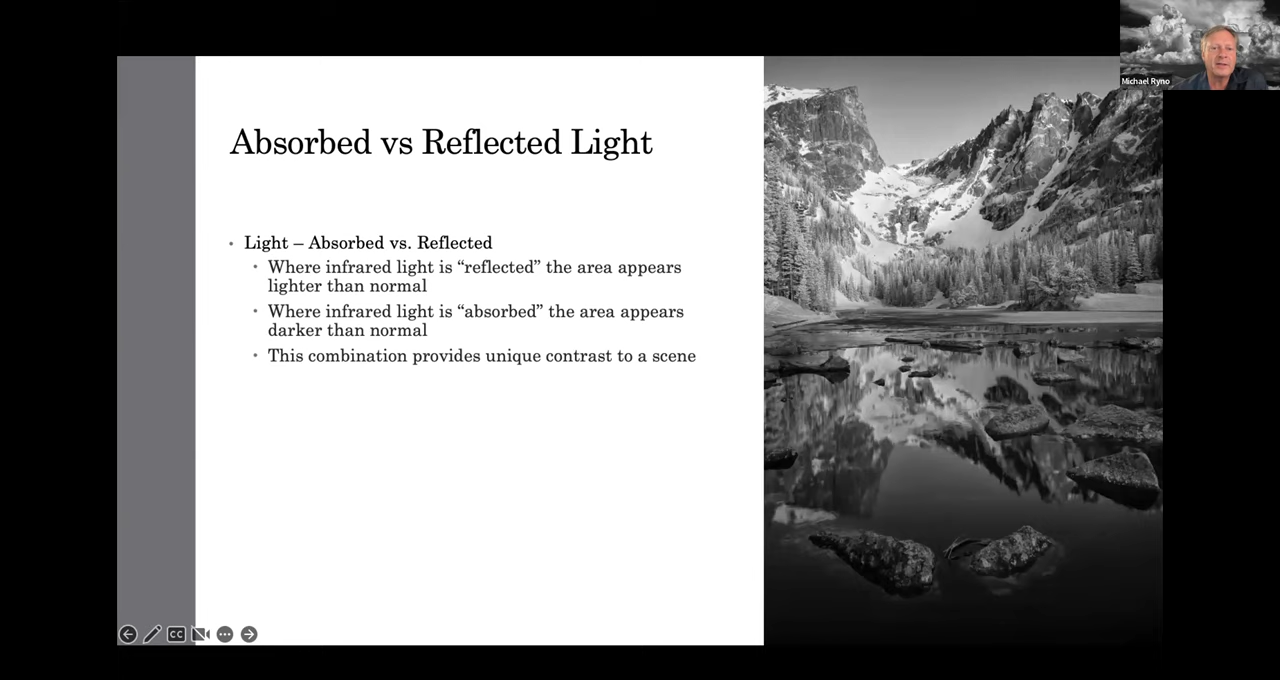 Michael Ryno
Absorbed vs Reflected Light
• Light – Absorbed vs. Reflected
• Where infrared light is “reflected” the area appears
lighter than normal
• Where infrared light is “absorbed” the area appears
darker than normal
• This combination provides unique contrast to a scene
CC